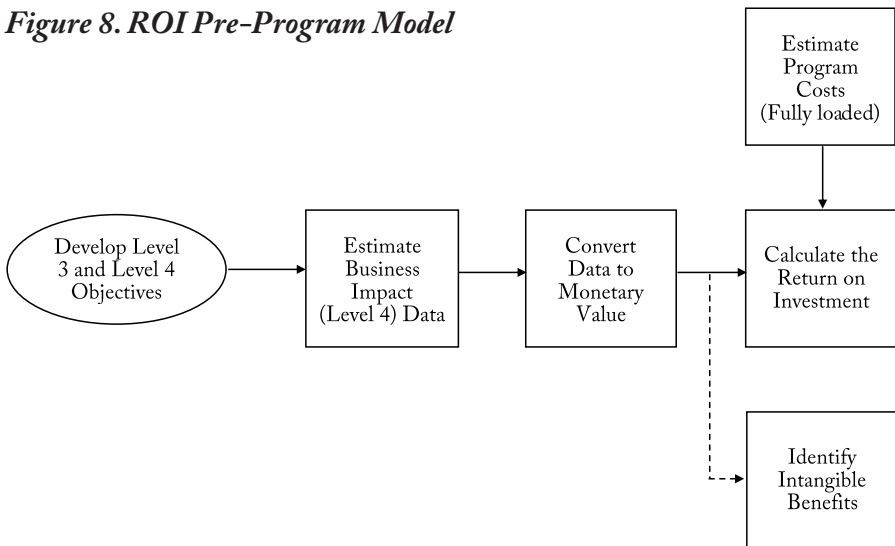 Figure 8. ROI Pre-Program Model
Estimate
Program
Costs
(Fully loaded)
Develop Level
3 and Level 4
Objectives
Estimate
Business
Impact
(Level 4) Data
Convert
Data to
Monetary
Value
Calculate the
Return on
Investment
Identify
Intangible
Benefits